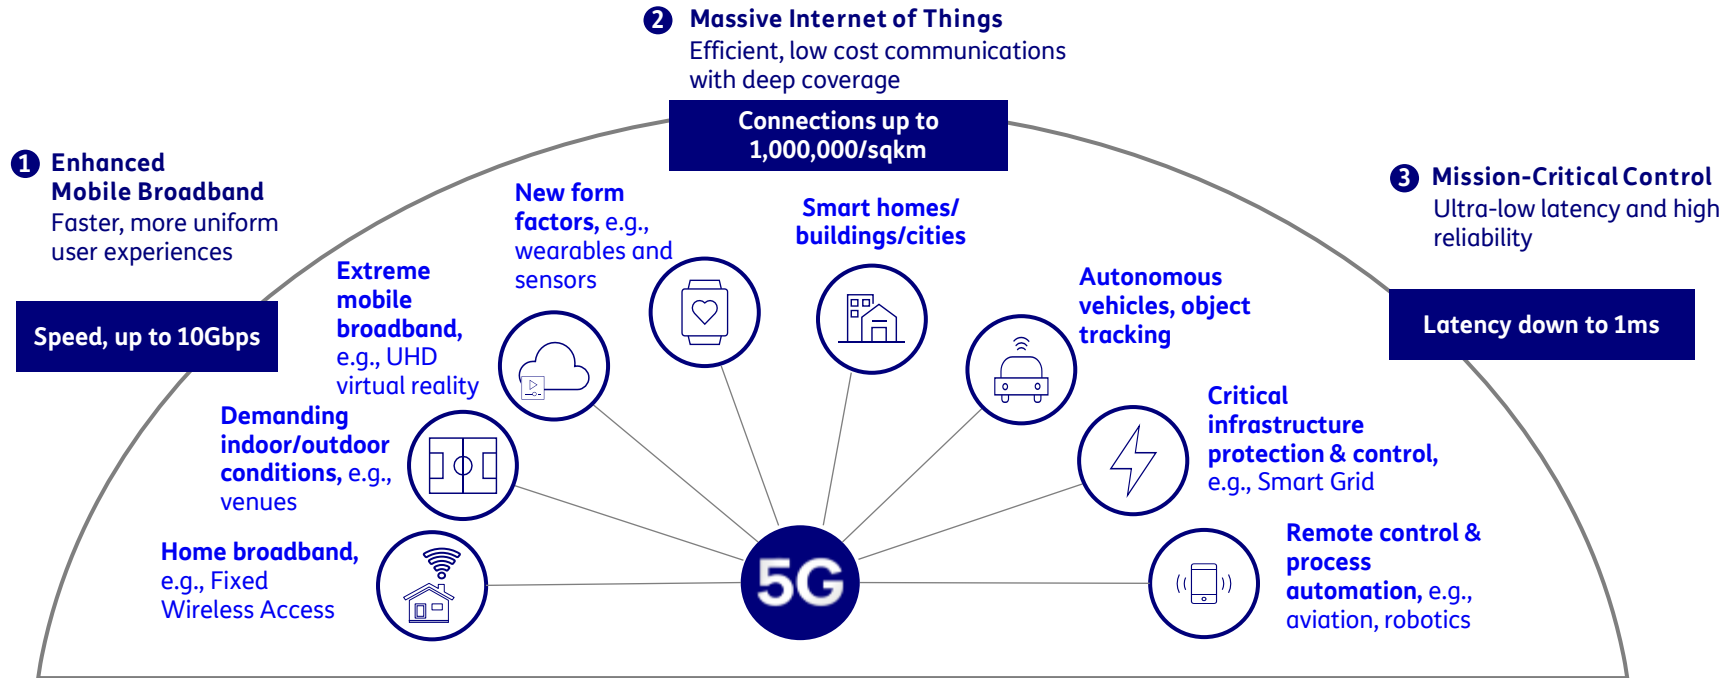 2 Massive Internet of Things
Efficient, low cost communications
with deep coverage
Connections up to
1,000,000/sqkm
1 Enhanced
Mobile Broadband
Faster, more uniform
user experiences
Speed, up to 10Gbps
3 Mission-Critical Control
Ultra-low latency and high
reliability
Latency down to 1ms
Home broadband,
e.g., Fixed
Wireless Access
Demanding
indoor/outdoor
conditions, e.g.,
venues
Extreme
mobile
broadband,
e.g., UHD
virtual reality
New form
factors, e.g.,
wearables and
sensors
Smart homes/
buildings/cities
Autonomous
vehicles, object
tracking
Critical
infrastructure
protection & control,
e.g., Smart Grid
Remote control &
process
automation, e.g.,
aviation, robotics
5G